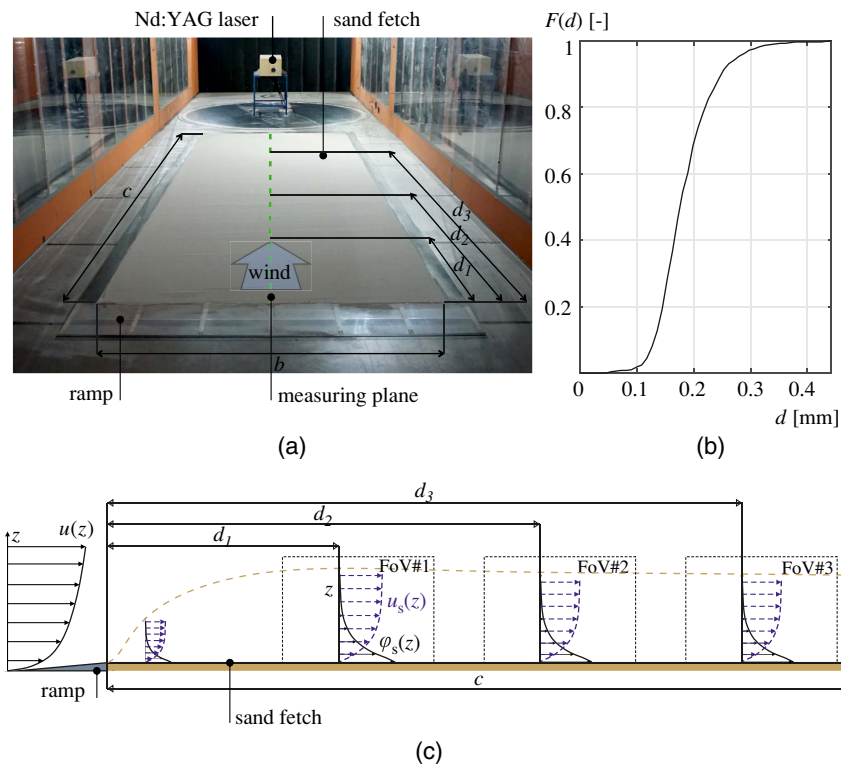 Nd:YAG laser
sand fetch
c
d3
d2
d1
wind
b
ramp
measuring plane
(a)
F(d) [-]
1
0.8
0.6
0.4
0.2
0 0.1 0.2 0.3 0.4
d [mm]
(b)
d3
z u(z)
d2
d1
FoV#1 FoV#2 FoV#3
z
us(z)
φs(z)
ramp
c
sand fetch
(c)